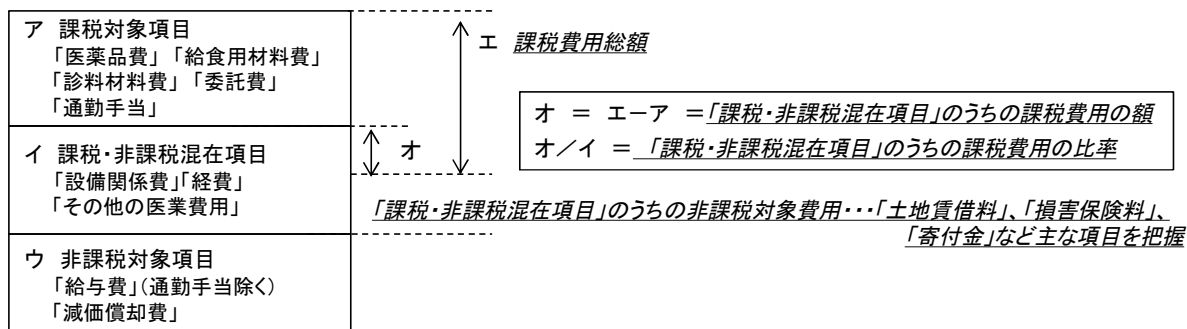 ア 課税対象項目
「医薬品費」 「給食用材料費」
「診料材料費」 「委託費」
「通勤手当」
イ 課税・非課税混在項目
「設備関係費」「経費」
「その他の医業費用」
ウ 非課税対象項目
「給与費」(通勤手当除く)
「減価償却費」
エ 課税費用総額
オ
オ = エーア =「課税・非課税混在項目」のうちの課税費用の額
オ/イ = 「課税・非課税混在項目」のうちの課税費用の比率
「課税・非課税混在項目」のうちの非課税対象費用・・・「土地賃借料」、「損害保険料」、
「寄付金」など主な項目を把握